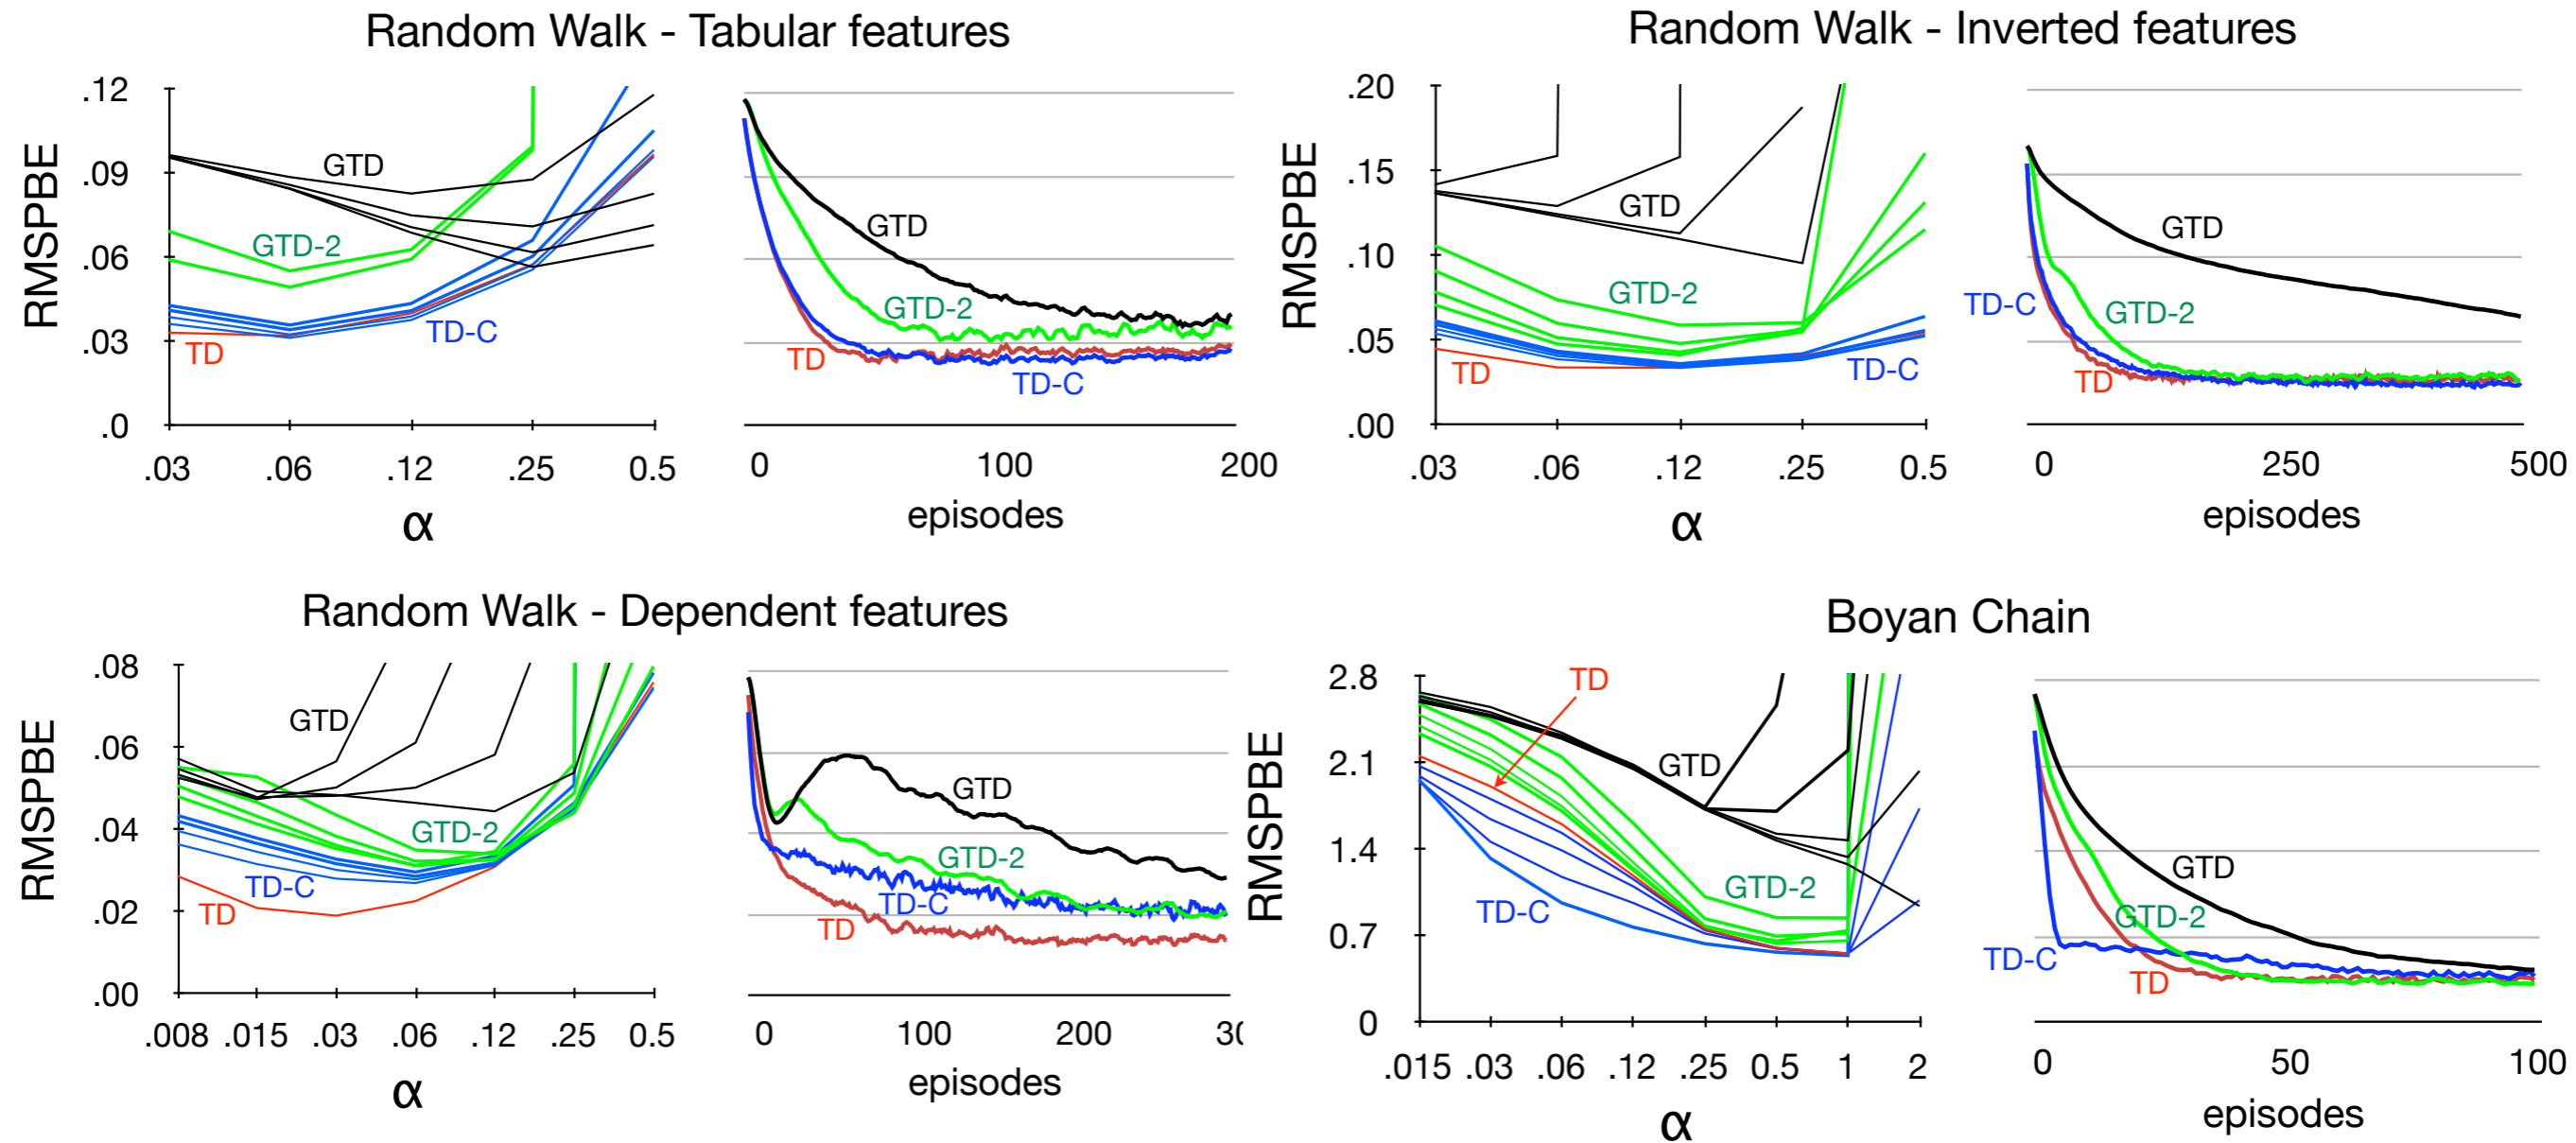 Random Walk - Tabular features
RMSPBE
.12
.09
.06
.03
.0
GTD
GTD-2
TD
TD-C
.03 .06 .12 .25 0.5
α
GTD
GTD-2
TD
TD-C
0 100 200
episodes
Random Walk - Inverted features
RMSPBE
.20
.15
.10
.05
.00
GTD
GTD-2
TD
TD-C
.03 .06 .12 .25 0.5
α
GTD
TD-C
GTD-2
TD
0 250 500
episodes
Random Walk - Dependent features
RMSPBE
.08
.06
.04
.02
.00
GTD
GTD-2
TD-C
TD
.008 .015 .03 .06 .12 .25 0.5
α
GTD
GTD-2
TD-C
TD
0 100 200 30
episodes
Boyan Chain
RMSPBE
2.8
2.1
1.4
0.7
0
TD
GTD
GTD-2
TD-C
.015 .03 .06 .12 .25 0.5 1 2
α
GTD
GTD-2
TD-C
TD
0 50 100
episodes